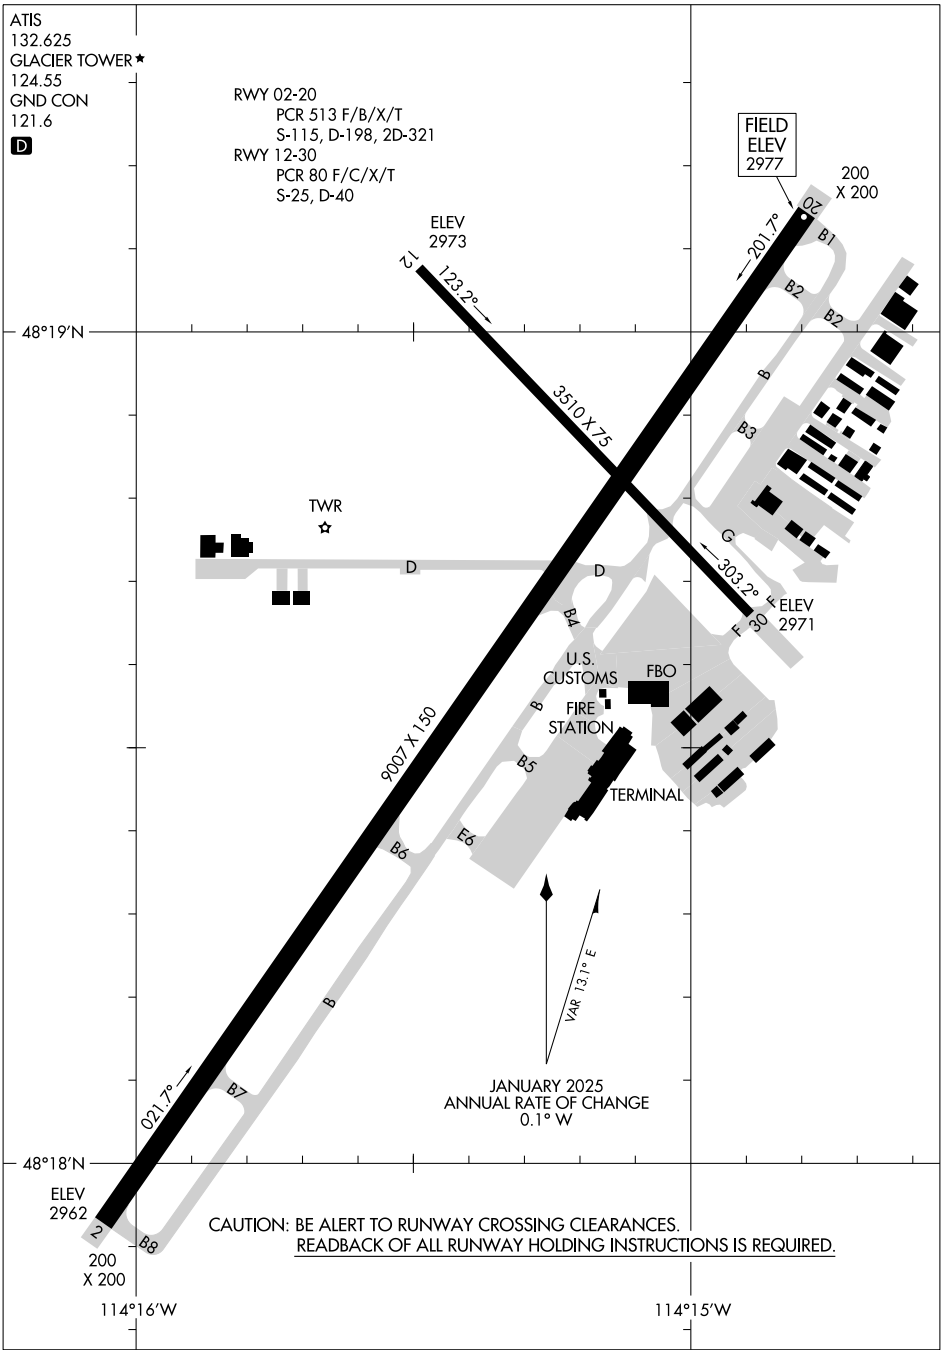 ATIS
132.625
GLACIER TOWER
124.55
GND CON
121.6
D
RWY 02-20
PCR 513 F/B/X/T
S-115, D-198, 2D-321
RWY 12-30
PCR 80 F/C/X/T
S-25, D-40
FIELD
ELEV
2977
200
X 200
20
201.7°
B1
B2
B2
ELEV
2973
12
123.2°
48°19'N
B
3510 X 75
B3
TWR
G
D
D
303.2°
F
F
30
ELEV
2971
B4
U.S.
CUSTOMS
FBO
FIRE
STATION
B
9007 X 150
B5
TERMINAL
E6
B6
VAR 13.1° E
B
JANUARY 2025
ANNUAL RATE OF CHANGE
0.1° W
021.7°
B7
48°18'N
ELEV
2962
2
B8
200
X 200
CAUTION: BE ALERT TO RUNWAY CROSSING CLEARANCES.
READBACK OF ALL RUNWAY HOLDING INSTRUCTIONS IS REQUIRED.
114°16'W
114°15'W